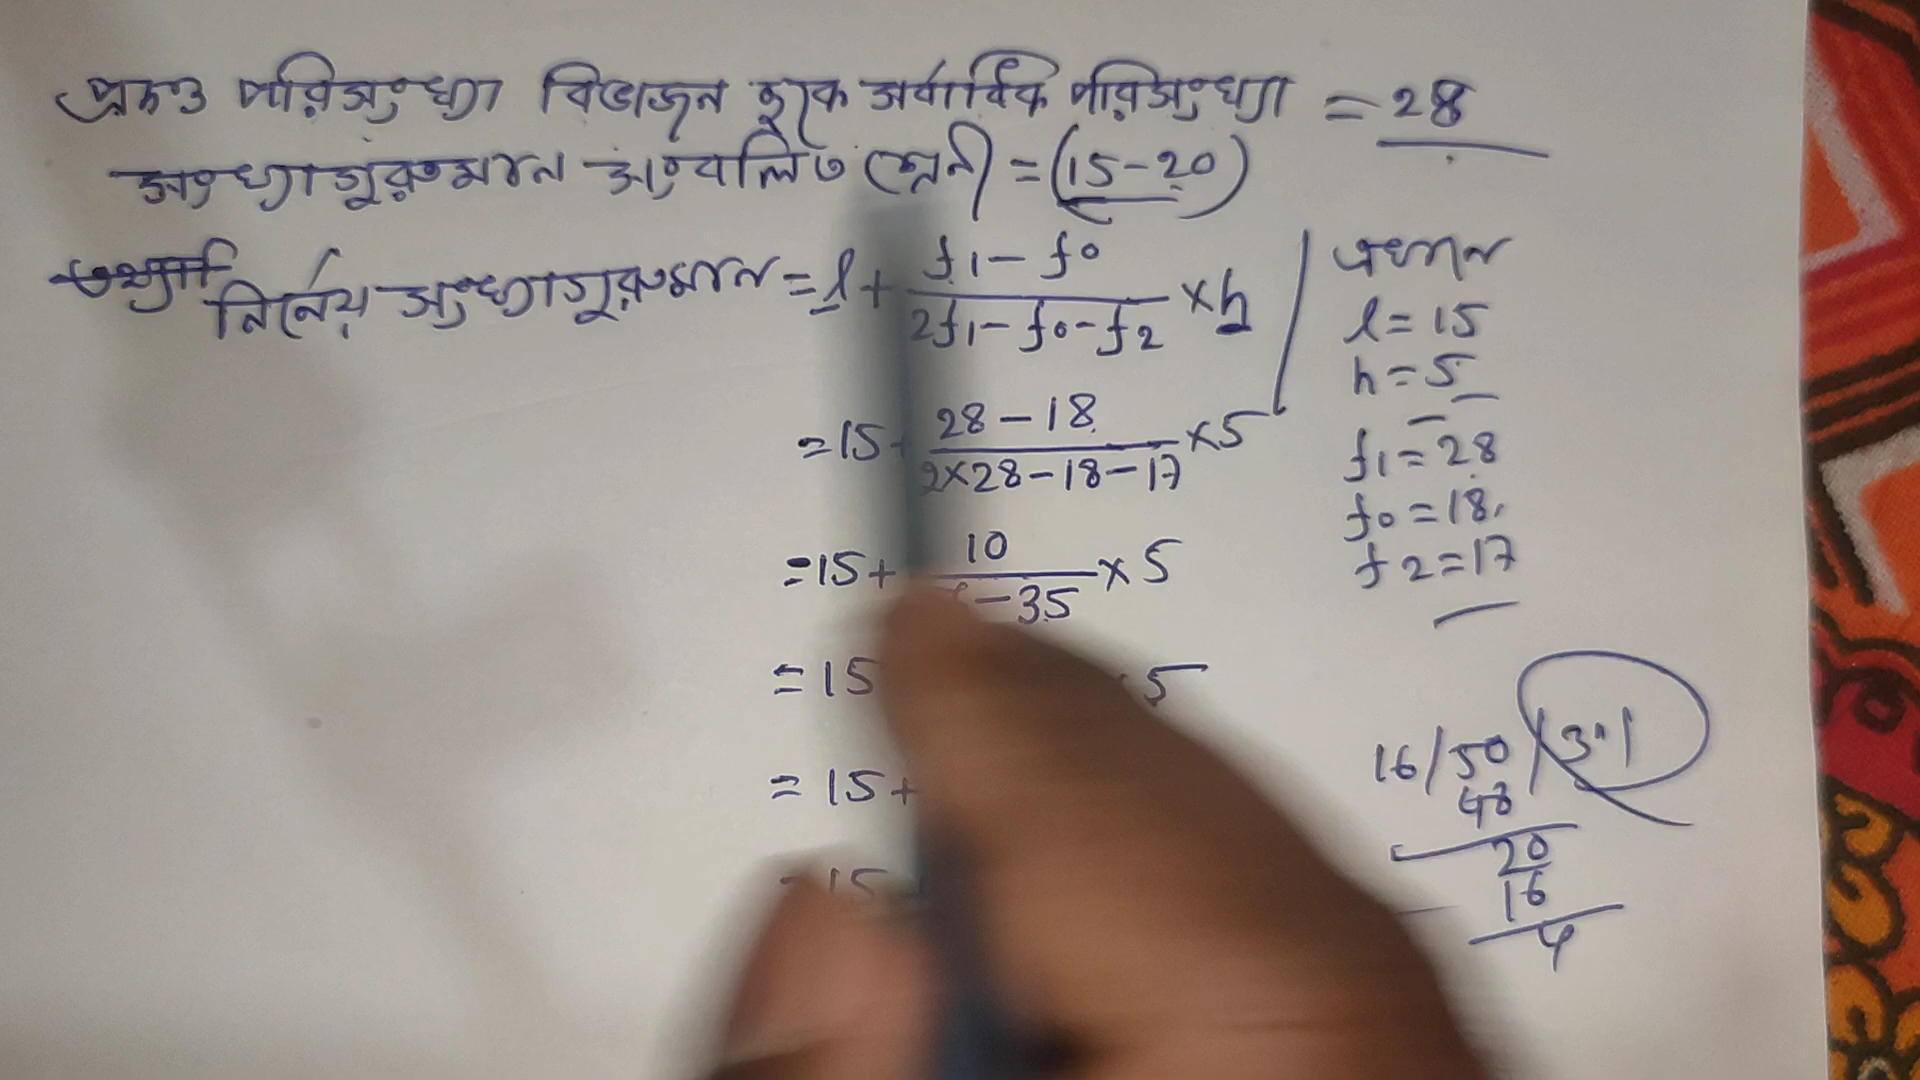 প্রদত্ত পরিসংখ্যা বিভাজন ছকে সর্বাধিক পরিসংখ্যা = 28
সংখ্যাগুরুমান সংবলিত শ্রেনী = (15-20)
নির্নেয় সংখ্যাগুরুমান = l + f1 - f0 / 2f1 - f0 - f2 × h
= 15 + 28 - 18 / 2×28 - 18 - 17 × 5
= 15 + 10 / - 35 × 5
= 15 5
= 15 +
= 15
এখানে
l = 15
h = 5
f1 = 28
f0 = 18
f2 = 17
16/50/3.1
48
20
16
4